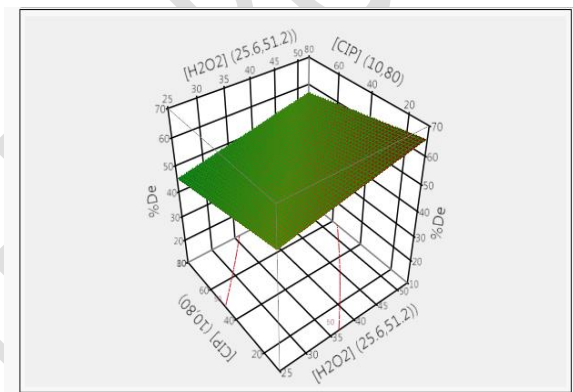 [H2O2] (25.6,51.2))
[CIP] (10,80)
25 30 35 40 45 50 80 60 40 20
70 60 50 40 30 20 80
%De
70 60 50 40 30 20 10
%De
60 40 20
[CIP] (10,80)
25 30 35 40 45 50
[H2O2] (25.6,51.2))
50